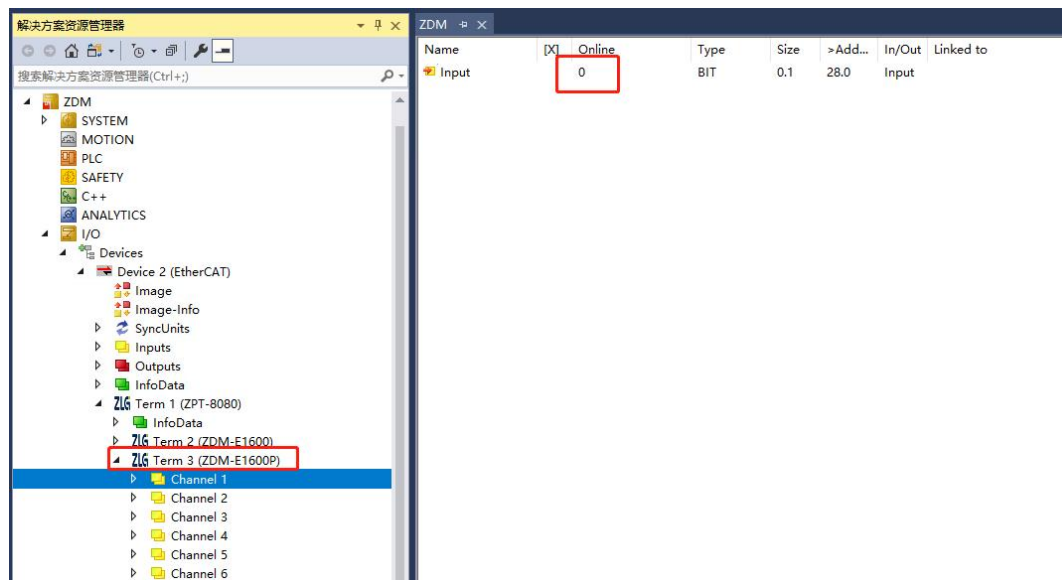 解决方案资源管理器
搜索解决方案资源管理器(Ctrl+;)
ZDM
SYSTEM
MOTION
PLC
SAFETY
C++
ANALYTICS
I/O
Devices
Device 2 (EtherCAT)
Image
Image-Info
SyncUnits
Inputs
Outputs
InfoData
ZLG Term 1 (ZPT-8080)
InfoData
ZLG Term 2 (ZDM-E1600)
ZLG Term 3 (ZDM-E1600P)
Channel 1
Channel 2
Channel 3
Channel 4
Channel 5
Channel 6
ZDM
Name [X] Online Type Size >Add... In/Out Linked to
Input 0 BIT 0.1 28.0 Input